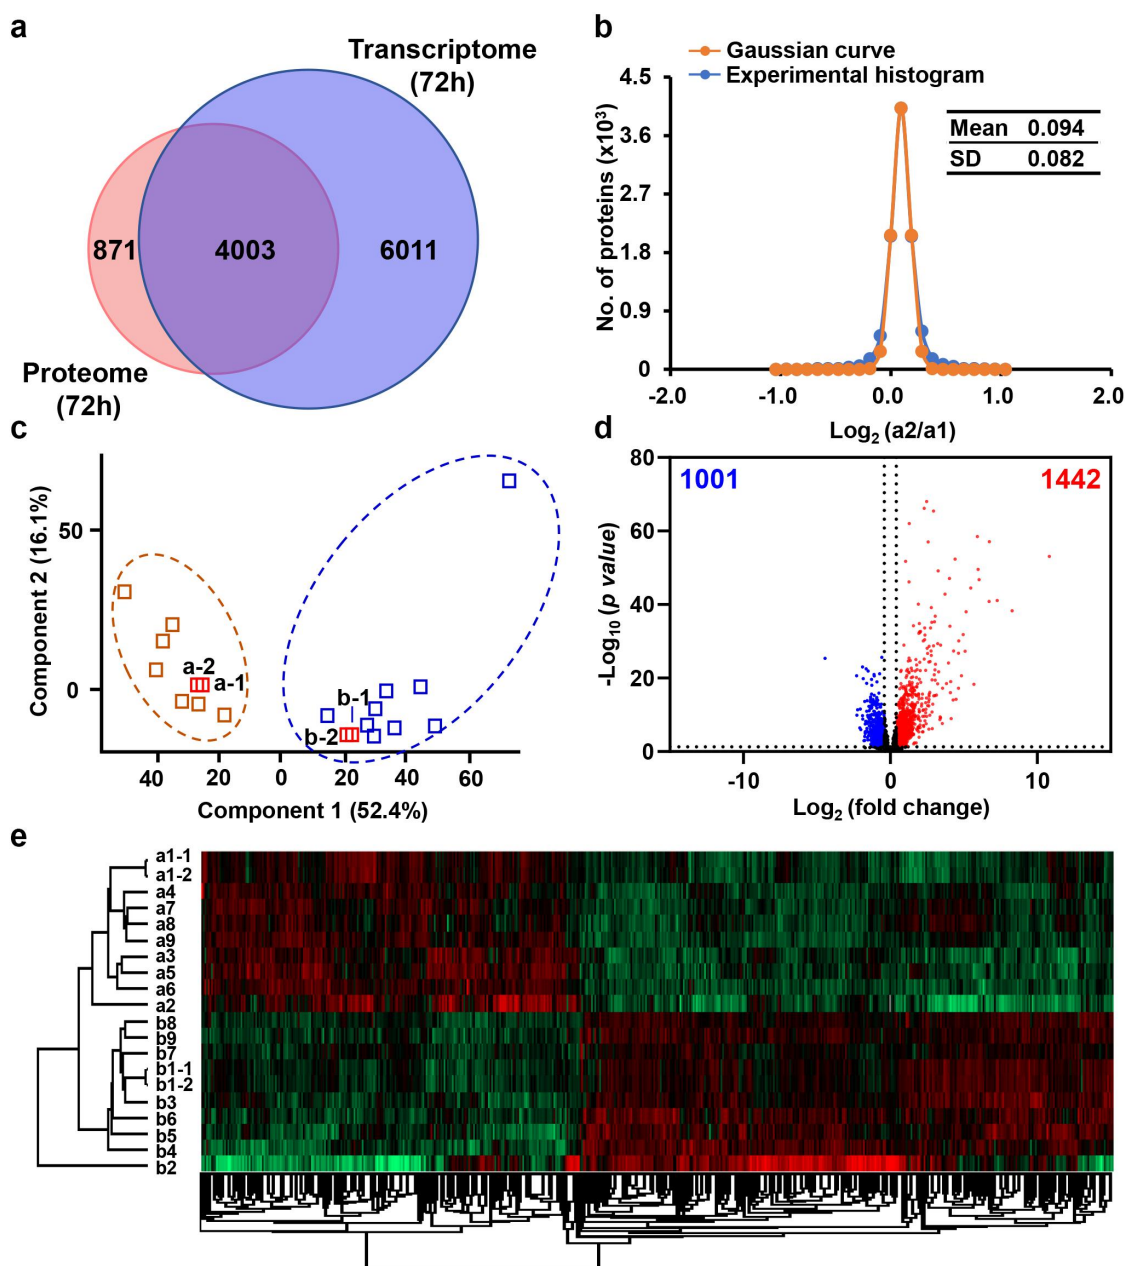 a
Transcriptome
(72h)
871
4003
6011
Proteome
(72h)
b
Gaussian curve
Experimental histogram
4.5
3.6
2.7
1.8
0.9
0
No. of proteins (x10³)
Mean 0.094
SD 0.082
-2.0 -1.0 0.0 1.0 2.0
Log₂ (a2/a1)
c
50
0
Component 2 (16.1%)
a-2
a-1
b-1
b-2
40 20 0 20 40 60
Component 1 (52.4%)
d
80
60
40
20
0
-Log₁₀ (p value)
1001
1442
-10 0 10
Log₂ (fold change)
e
a1-1
a1-2
a4
a7
a8
a9
a3
a5
a6
a2
b8
b9
b7
b1-1
b1-2
b3
b6
b5
b4
b2